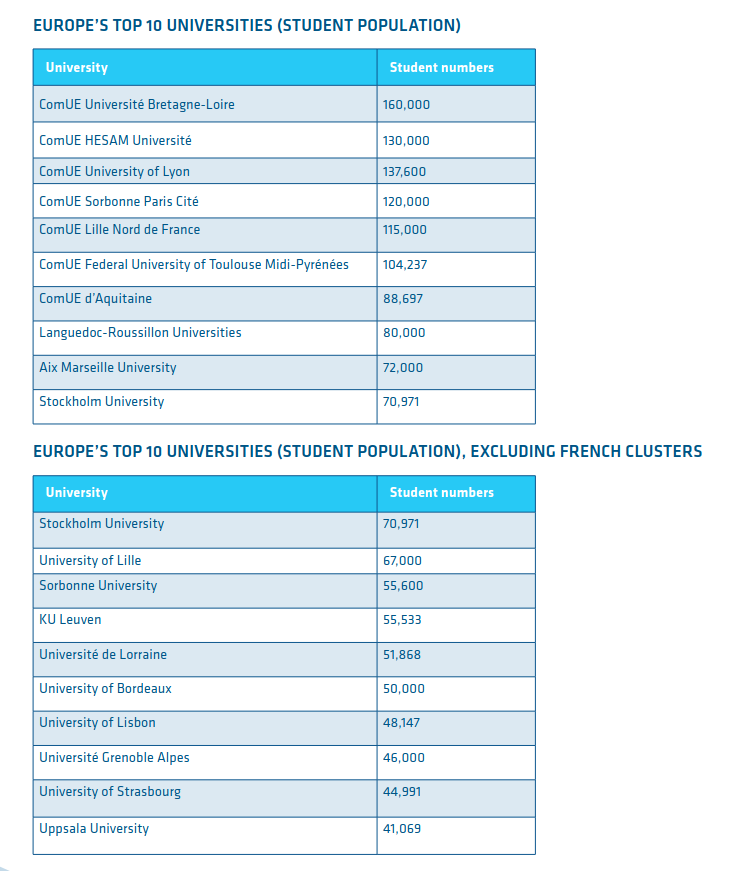 EUROPE'S TOP 10 UNIVERSITIES (STUDENT POPULATION)
University Student numbers
ComUE Université Bretagne-Loire 160,000
ComUE HESAM Université 130,000
ComUE University of Lyon 137,600
ComUE Sorbonne Paris Cité 120,000
ComUE Lille Nord de France 115,000
ComUE Federal University of Toulouse Midi-Pyrénées 104,237
ComUE d'Aquitaine 88,697
Languedoc-Roussillon Universities 80,000
Aix Marseille University 72,000
Stockholm University 70,971
EUROPE'S TOP 10 UNIVERSITIES (STUDENT POPULATION), EXCLUDING FRENCH CLUSTERS
University Student numbers
Stockholm University 70,971
University of Lille 67,000
Sorbonne University 55,600
KU Leuven 55,533
Université de Lorraine 51,868
University of Bordeaux 50,000
University of Lisbon 48,147
Université Grenoble Alpes 46,000
University of Strasbourg 44,991
Uppsala University 41,069